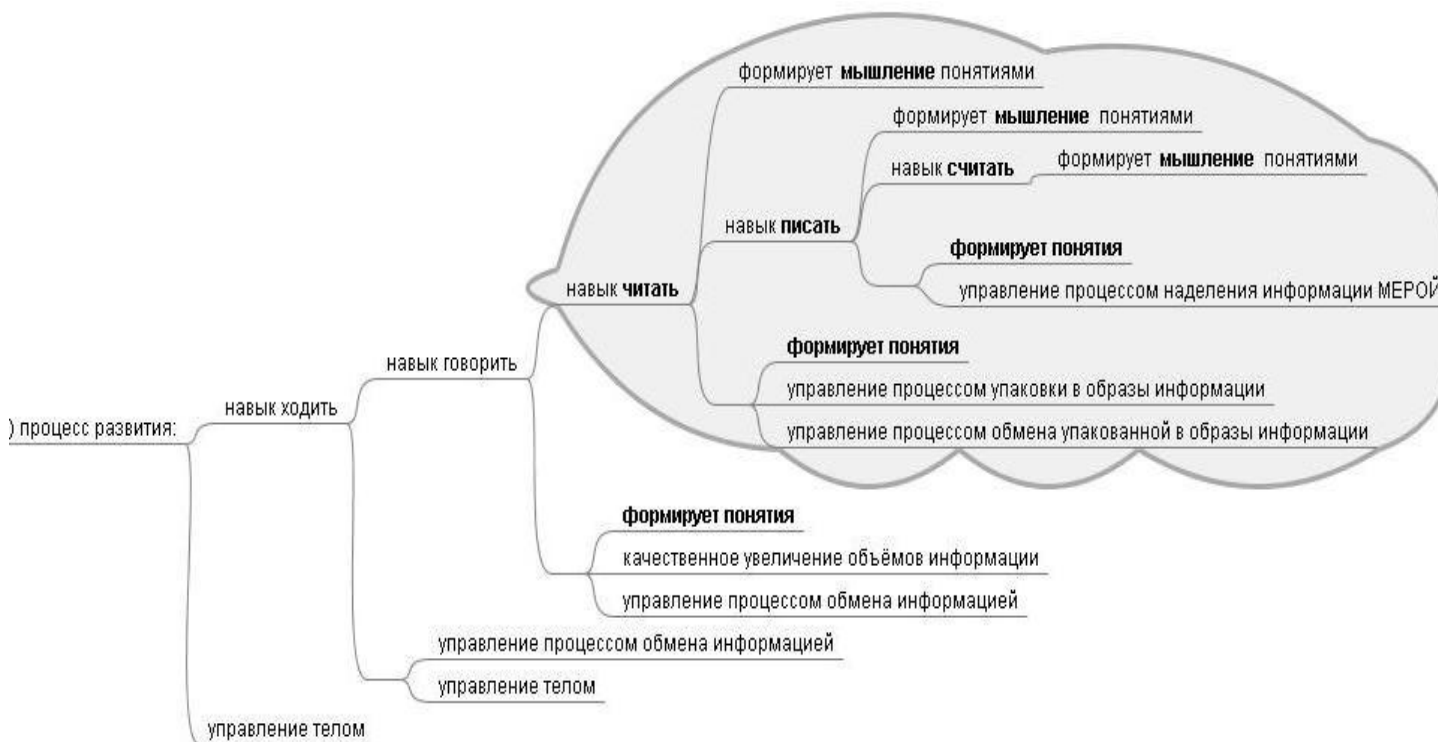 формирует мышление понятиями
формирует мышление понятиями
формирует мышление понятиями
навык считать
навык писать
формирует понятия
навык читать
управление процессом наделения информации МЕРОЙ
формирует понятия
навык говорить
управление процессом упаковки в образы информации
навык ходить
) процесс развития:
управление процессом обмена упакованной в образы информации
формирует понятия
качественное увеличение объёмов информации
управление процессом обмена информацией
управление процессом обмена информацией
управление телом
управление телом